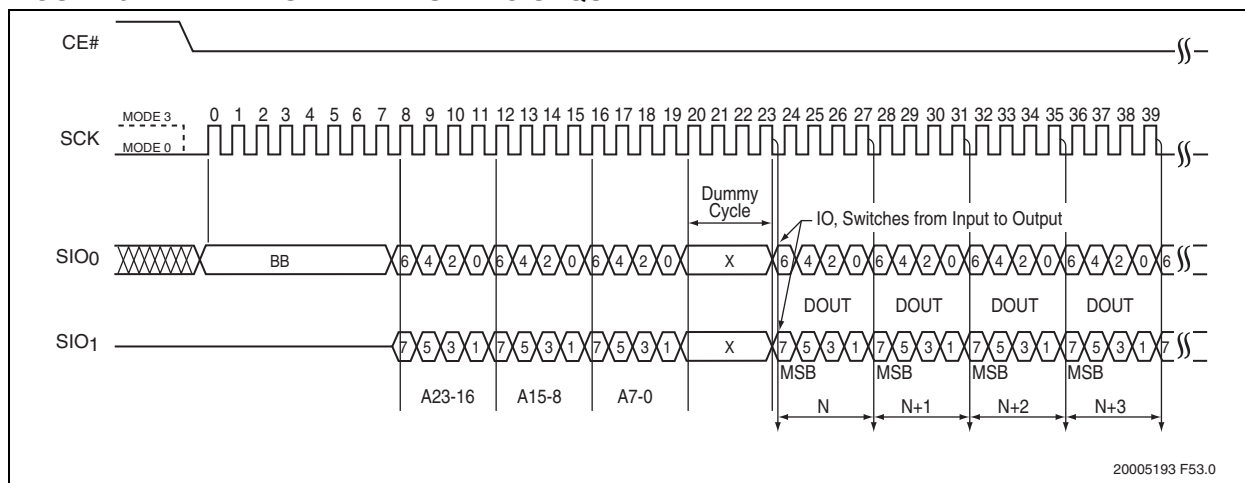 CE#
MODE 3
0 1 2 3 4 5 6 7 8 9 10 11 12 13 14 15 16 17 18 19 20 21 22 23 24 25 26 27 28 29 30 31 32 33 34 35 36 37 38 39
SCK
MODE 0
Dummy
Cycle
IO, Switches from Input to Output
SIO0 BB 6 4 2 0 6 4 2 0 6 4 2 0 X 6 4 2 0 6 4 2 0 6 4 2 0 6 4 2 0 6
DOUT DOUT DOUT DOUT
SIO1 7 5 3 1 7 5 3 1 7 5 3 1 X 7 5 3 1 7 5 3 1 7 5 3 1 7 5 3 1 7
MSB MSB MSB MSB
A23-16 A15-8 A7-0
N N+1 N+2 N+3
20005193 F53.0